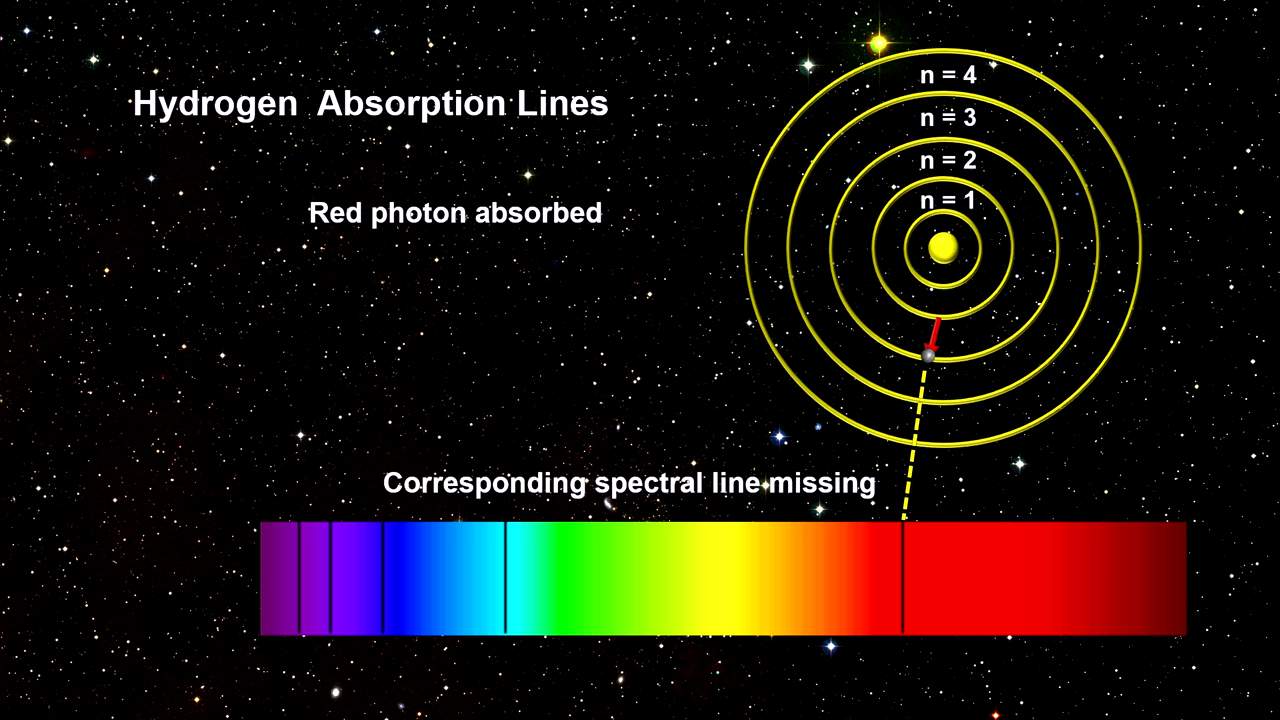 Hydrogen Absorption Lines
Red photon absorbed
n = 4
n = 3
n = 2
n = 1
Corresponding spectral line missing